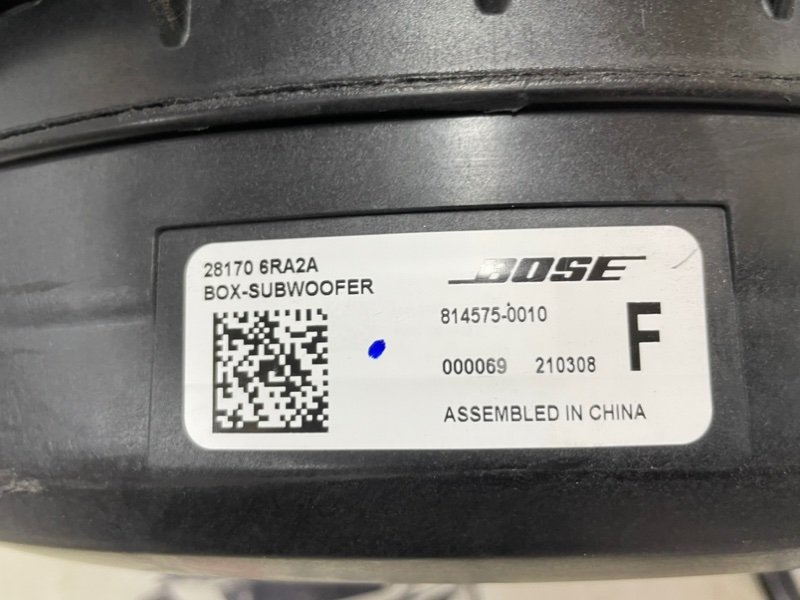 28170 6RA2A
BOX-SUBWOOFER
BOSE
814575-0010
F
000069 210308
ASSEMBLED IN CHINA